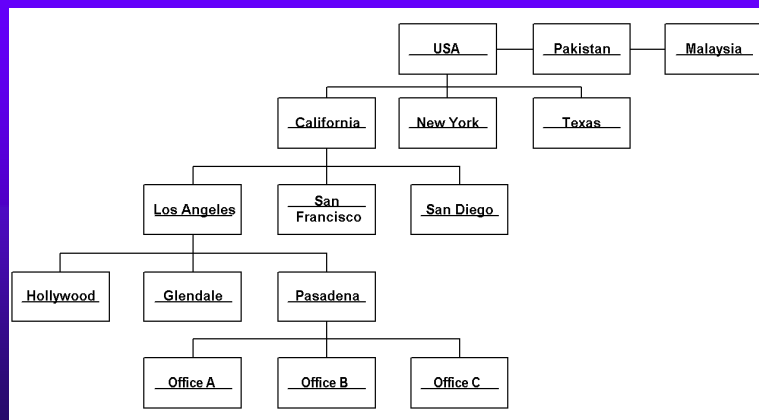 USA
Pakistan
Malaysia
California
New York
Texas
Los Angeles
San
Francisco
San Diego
Hollywood
Glendale
Pasadena
Office A
Office B
Office C